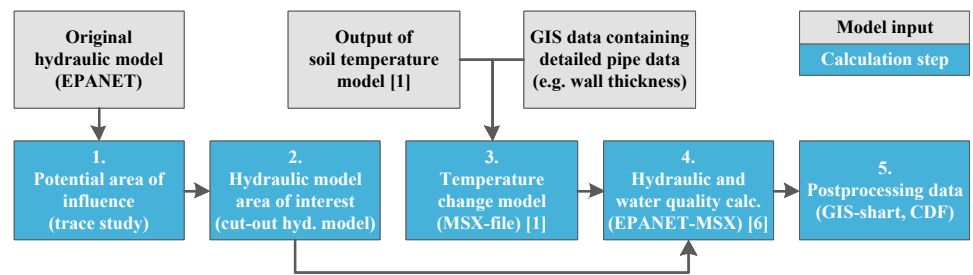 Original
hydraulic model
(EPANET)
Output of
soil temperature
model [1]
GIS data containing
detailed pipe data
(e.g. wall thickness)
Model input
Calculation step
1.
Potential area of
influence
(trace study)
2.
Hydraulic model
area of interest
(cut-out hyd. model)
3.
Temperature
change model
(MSX-file) [1]
4.
Hydraulic and
water quality calc.
(EPANET-MSX) [6]
5.
Postprocessing data
(GIS-shart, CDF)